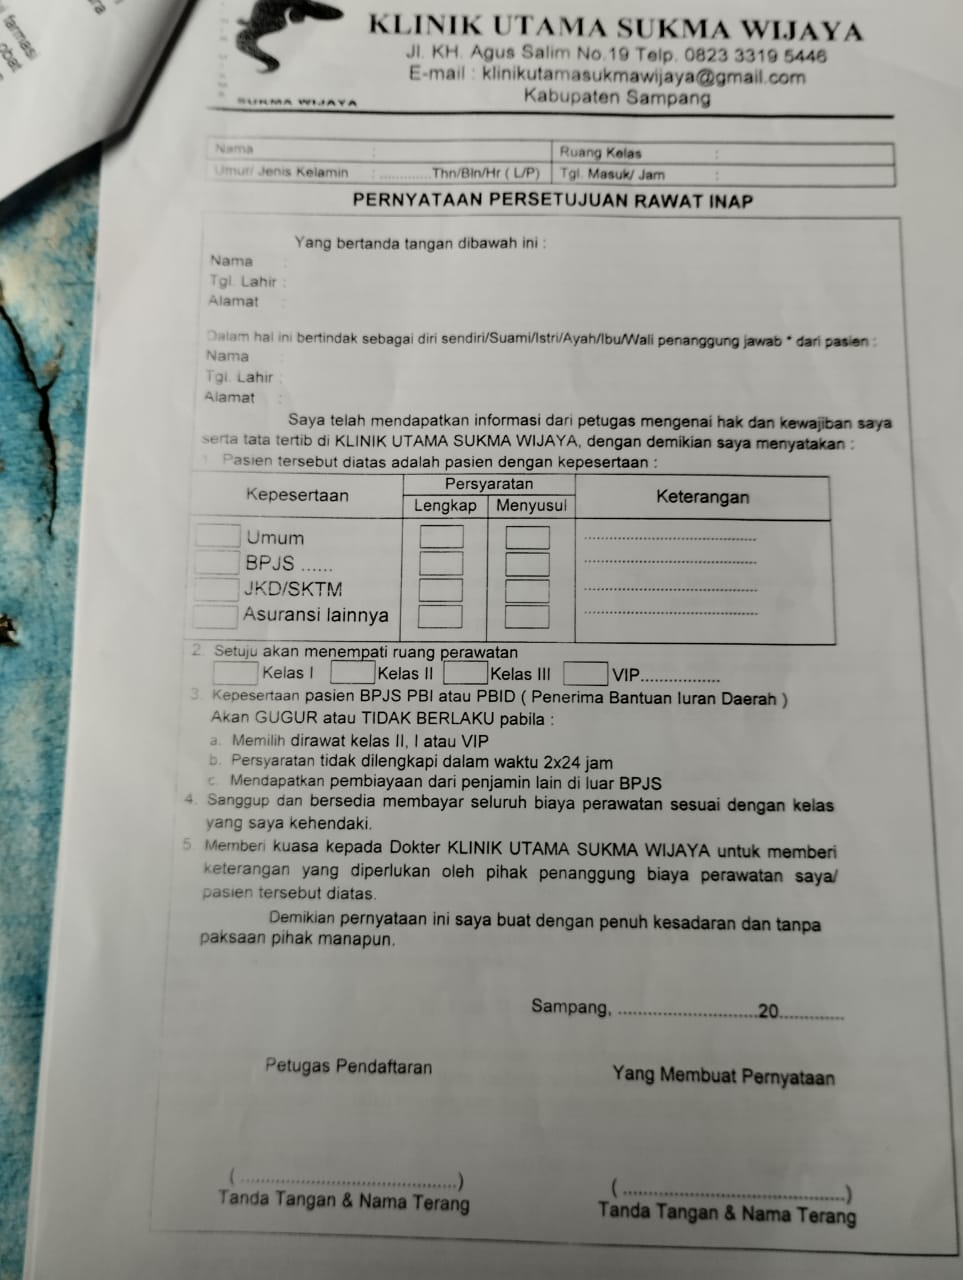 farmasi
obat
KLINIK UTAMA SUKMA WIJAYA
Jl. KH. Agus Salim No.19 Telp. 0823 3319 5446
E-mail : klinikutamasukmawijaya@gmail.com
Kabupaten Sampang
SUKMA WIJAYA
Nama :
Ruang Kelas :
Umur/ Jenis Kelamin : ............Thn/Bln/Hr ( L/P)
Tgl. Masuk/ Jam :
PERNYATAAN PERSETUJUAN RAWAT INAP
Yang bertanda tangan dibawah ini :
Nama :
Tgl. Lahir :
Alamat :
Dalam hal ini bertindak sebagai diri sendiri/Suami/Istri/Ayah/Ibu/Wali penanggung jawab * dari pasien :
Nama :
Tgl. Lahir :
Alamat :
Saya telah mendapatkan informasi dari petugas mengenai hak dan kewajiban saya
serta tata tertib di KLINIK UTAMA SUKMA WIJAYA, dengan demikian saya menyatakan :
1. Pasien tersebut diatas adalah pasien dengan kepesertaan :
Kepesertaan
Persyaratan
Keterangan
Lengkap
Menyusul
Umum ..............................
BPJS ...... ..............................
JKD/SKTM ..............................
Asuransi lainnya ..............................
2. Setuju akan menempati ruang perawatan
Kelas I Kelas II Kelas III VIP.................
3. Kepesertaan pasien BPJS PBI atau PBID ( Penerima Bantuan Iuran Daerah )
Akan GUGUR atau TIDAK BERLAKU pabila :
a. Memilih dirawat kelas II, I atau VIP
b. Persyaratan tidak dilengkapi dalam waktu 2x24 jam
c. Mendapatkan pembiayaan dari penjamin lain di luar BPJS
4. Sanggup dan bersedia membayar seluruh biaya perawatan sesuai dengan kelas
yang saya kehendaki.
5. Memberi kuasa kepada Dokter KLINIK UTAMA SUKMA WIJAYA untuk memberi
keterangan yang diperlukan oleh pihak penanggung biaya perawatan saya/
pasien tersebut diatas.
Demikian pernyataan ini saya buat dengan penuh kesadaran dan tanpa
paksaan pihak manapun.
Sampang, ..............................20..............
Petugas Pendaftaran
Yang Membuat Pernyataan
( ............................................)
Tanda Tangan & Nama Terang
( ............................................)
Tanda Tangan & Nama Terang